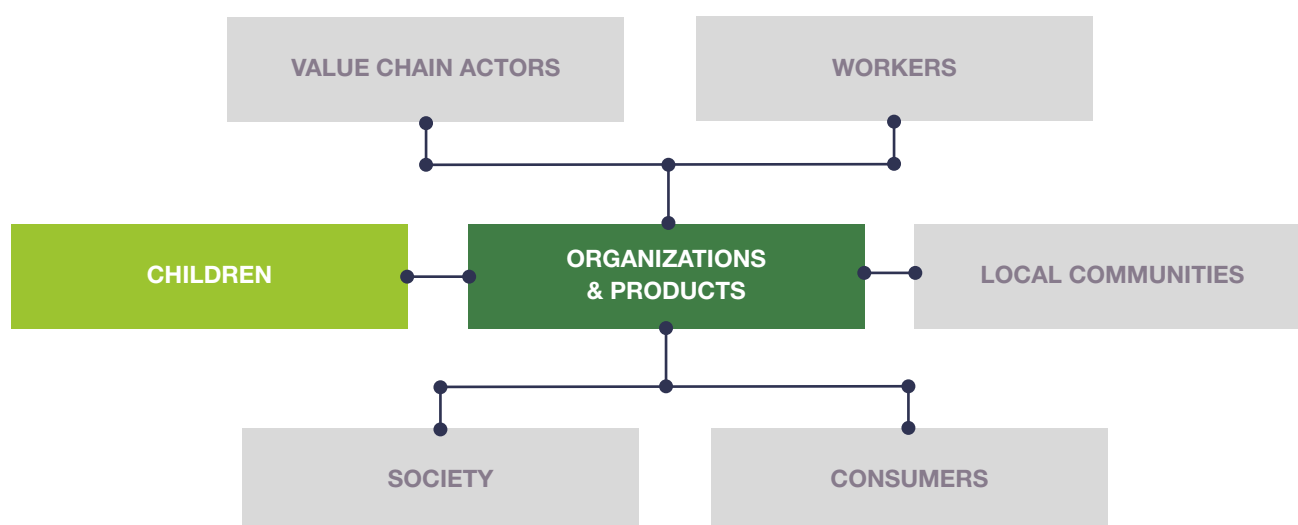 VALUE CHAIN ACTORS
WORKERS
CHILDREN
ORGANIZATIONS
& PRODUCTS
LOCAL COMMUNITIES
SOCIETY
CONSUMERS